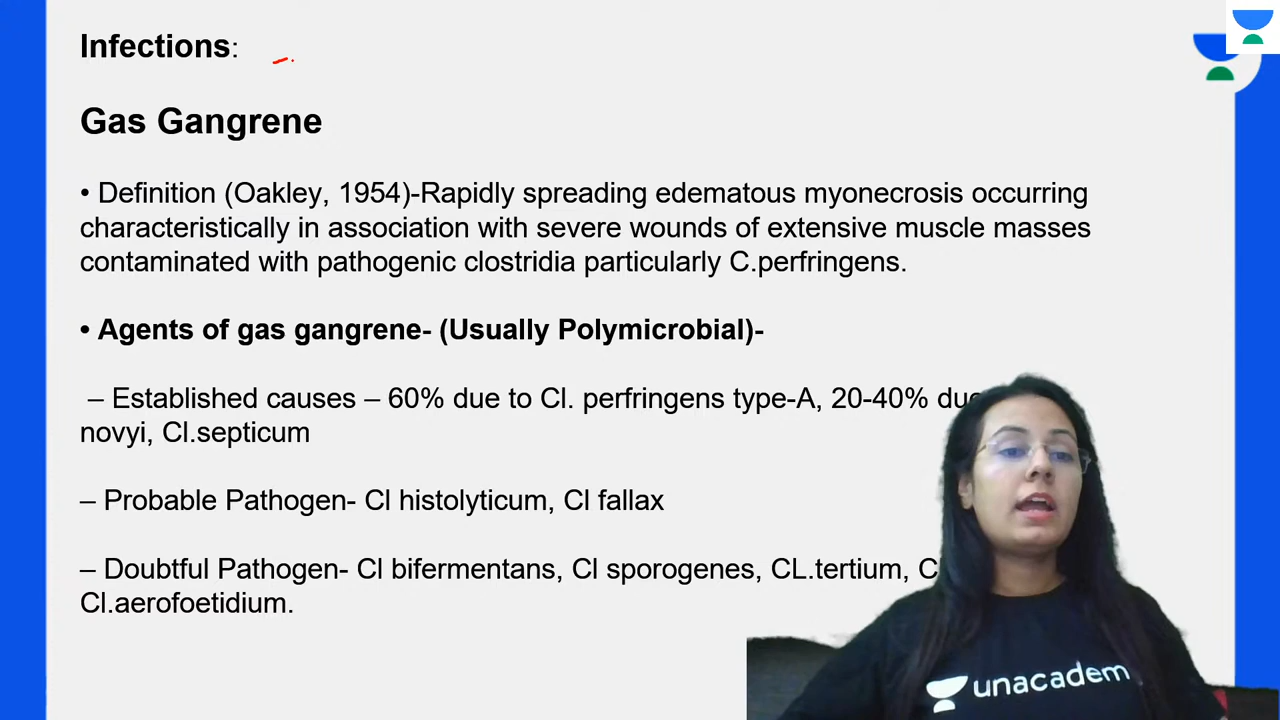 Infections:
Gas Gangrene
• Definition (Oakley, 1954)-Rapidly spreading edematous myonecrosis occurring
characteristically in association with severe wounds of extensive muscle masses
contaminated with pathogenic clostridia particularly C.perfringens.
• Agents of gas gangrene- (Usually Polymicrobial)-
– Established causes – 60% due to Cl. perfringens type-A, 20-40% due
novyi, Cl.septicum
– Probable Pathogen- Cl histolyticum, Cl fallax
– Doubtful Pathogen- Cl bifermentans, Cl sporogenes, CL.tertium,
Cl.aerofoetidium.
unacadem